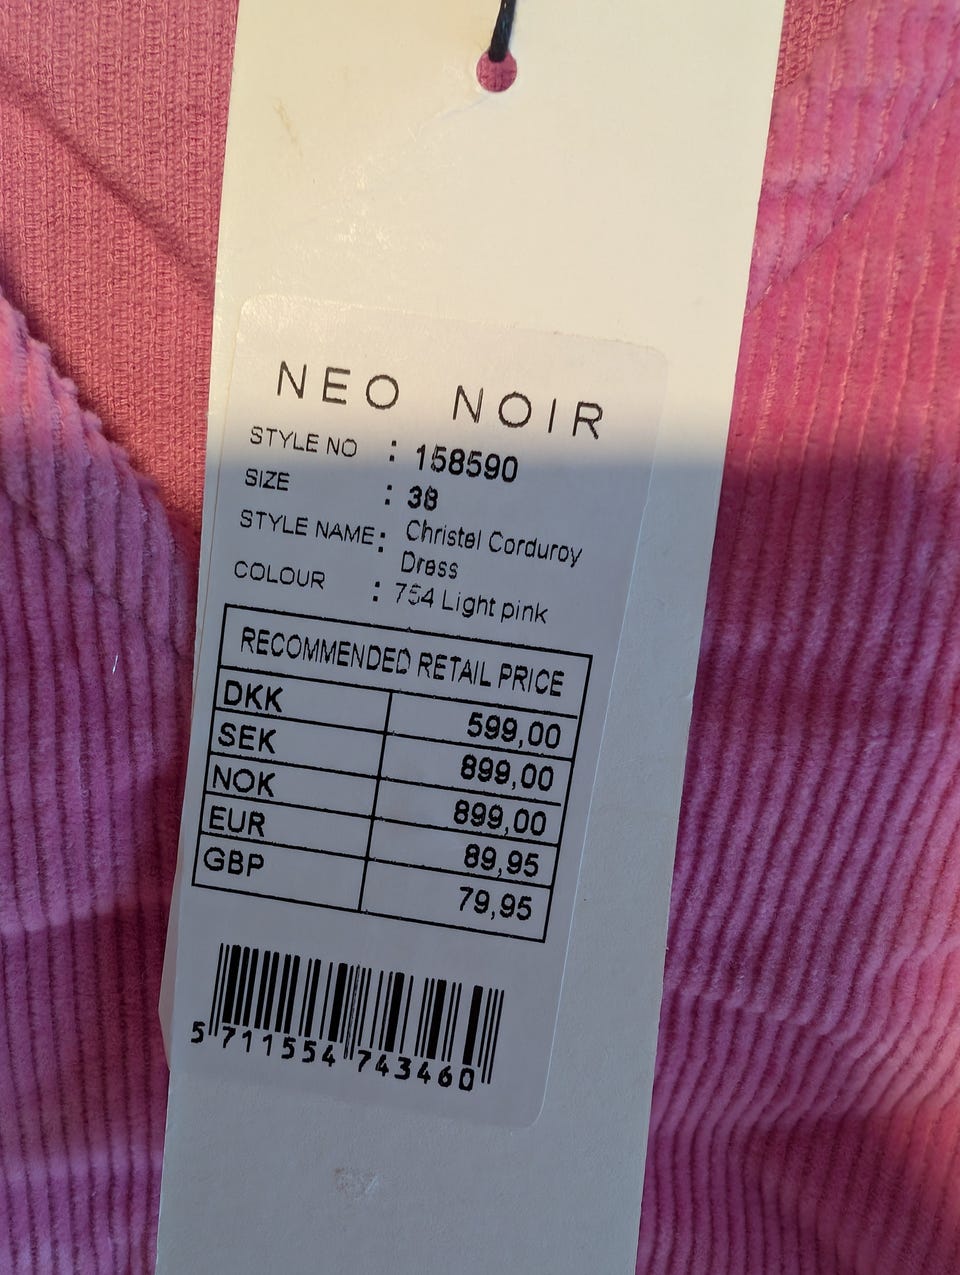 NEO NOIR
STYLE NO : 158590
SIZE : 38
STYLE NAME: Christel Corduroy
Dress
COLOUR : 754 Light pink
RECOMMENDED RETAIL PRICE
DKK 599,00
SEK 899,00
NOK 899,00
EUR 89,95
GBP 79,95
5 711554 743460